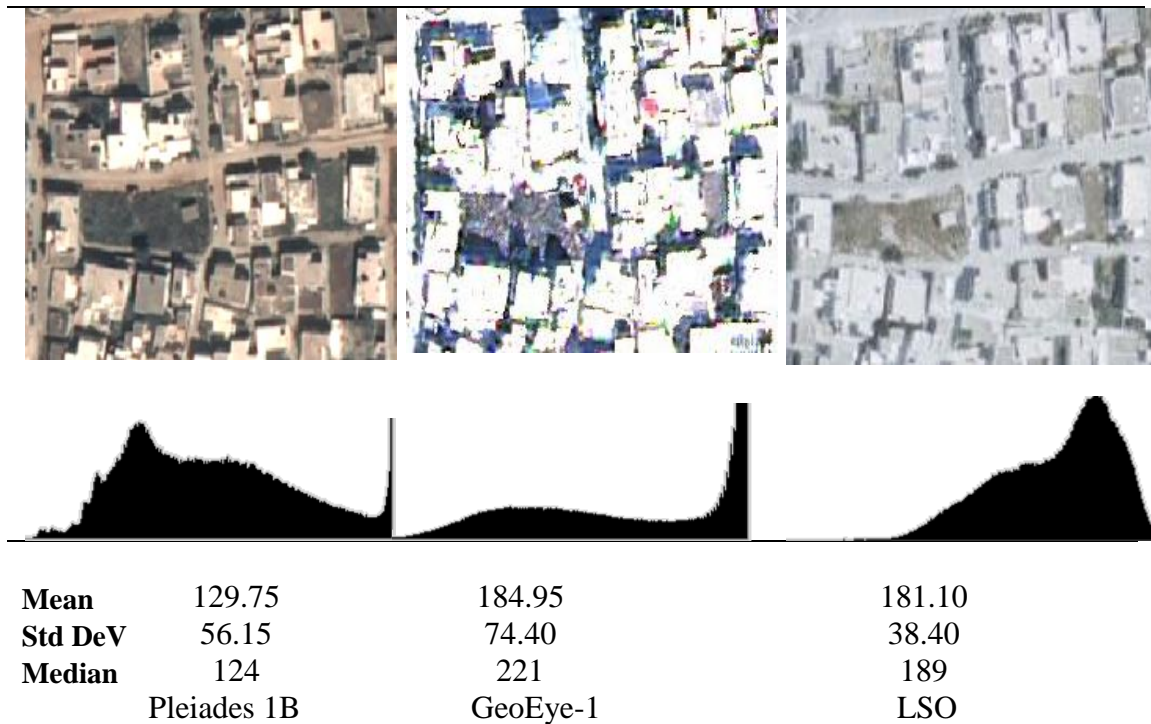 Mean 129.75 184.95 181.10
Std DeV 56.15 74.40 38.40
Median 124 221 189
Pleiades 1B GeoEye-1 LSO